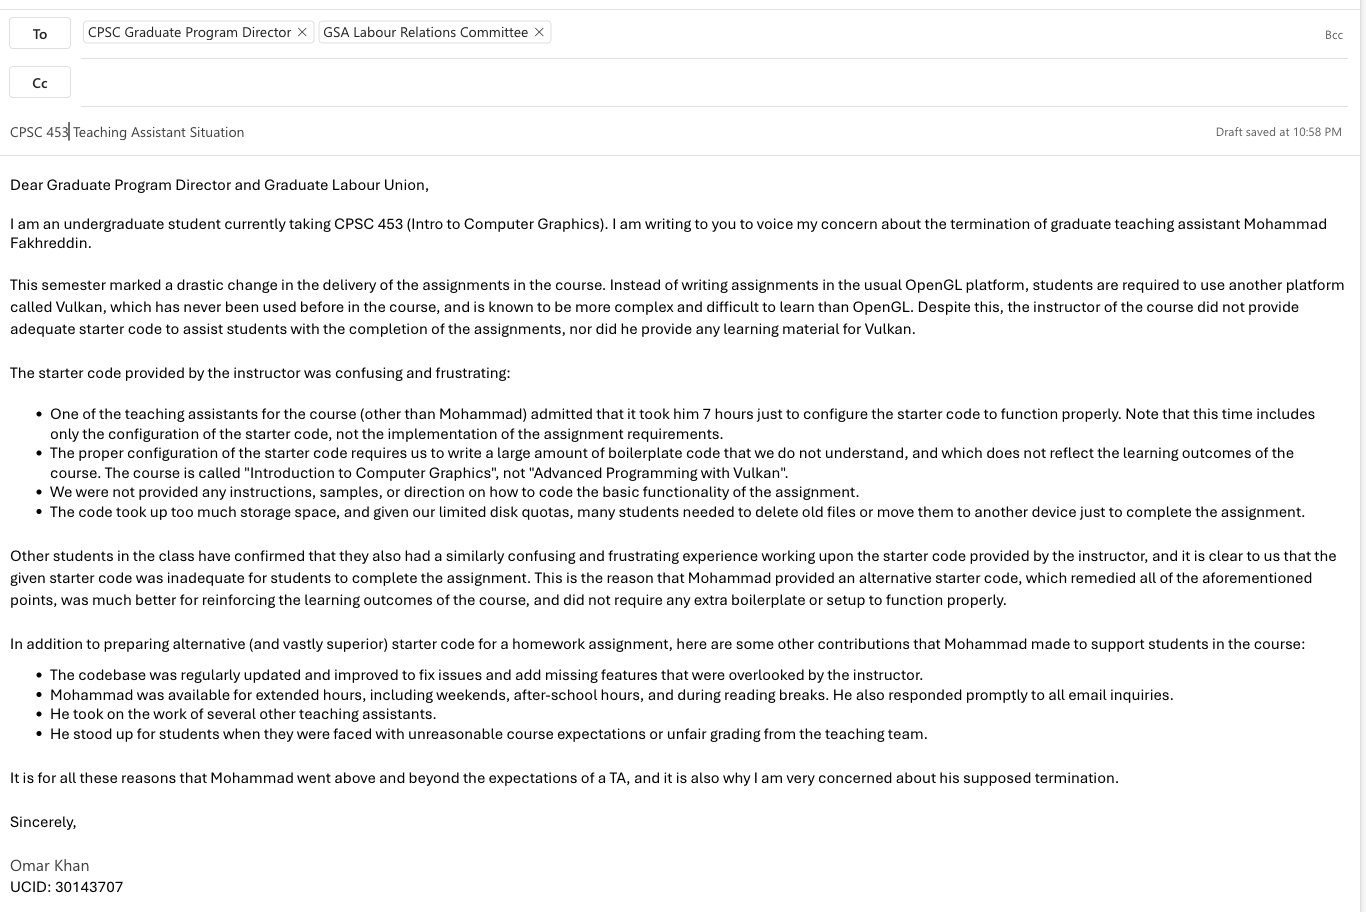 To
CPSC Graduate Program Director
GSA Labour Relations Committee
Bcc
Cc
CPSC 453 Teaching Assistant Situation
Draft saved at 10:58 PM
Dear Graduate Program Director and Graduate Labour Union,
I am an undergraduate student currently taking CPSC 453 (Intro to Computer Graphics). I am writing to you to voice my concern about the termination of graduate teaching assistant Mohammad
Fakhreddin.
This semester marked a drastic change in the delivery of the assignments in the course. Instead of writing assignments in the usual OpenGL platform, students are required to use another platform
called Vulkan, which has never been used before in the course, and is known to be more complex and difficult to learn than OpenGL. Despite this, the instructor of the course did not provide
adequate starter code to assist students with the completion of the assignments, nor did he provide any learning material for Vulkan.
The starter code provided by the instructor was confusing and frustrating:
• One of the teaching assistants for the course (other than Mohammad) admitted that it took him 7 hours just to configure the starter code to function properly. Note that this time includes
only the configuration of the starter code, not the implementation of the assignment requirements.
• The proper configuration of the starter code requires us to write a large amount of boilerplate code that we do not understand, and which does not reflect the learning outcomes of the
course. The course is called "Introduction to Computer Graphics", not "Advanced Programming with Vulkan".
• We were not provided any instructions, samples, or direction on how to code the basic functionality of the assignment.
• The code took up too much storage space, and given our limited disk quotas, many students needed to delete old files or move them to another device just to complete the assignment.
Other students in the class have confirmed that they also had a similarly confusing and frustrating experience working upon the starter code provided by the instructor, and it is clear to us that the
given starter code was inadequate for students to complete the assignment. This is the reason that Mohammad provided an alternative starter code, which remedied all of the aforementioned
points, was much better for reinforcing the learning outcomes of the course, and did not require any extra boilerplate or setup to function properly.
In addition to preparing alternative (and vastly superior) starter code for a homework assignment, here are some other contributions that Mohammad made to support students in the course:
• The codebase was regularly updated and improved to fix issues and add missing features that were overlooked by the instructor.
• Mohammad was available for extended hours, including weekends, after-school hours, and during reading breaks. He also responded promptly to all email inquiries.
• He took on the work of several other teaching assistants.
• He stood up for students when they were faced with unreasonable course expectations or unfair grading from the teaching team.
It is for all these reasons that Mohammad went above and beyond the expectations of a TA, and it is also why I am very concerned about his supposed termination.
Sincerely,
Omar Khan
UCID: 30143707